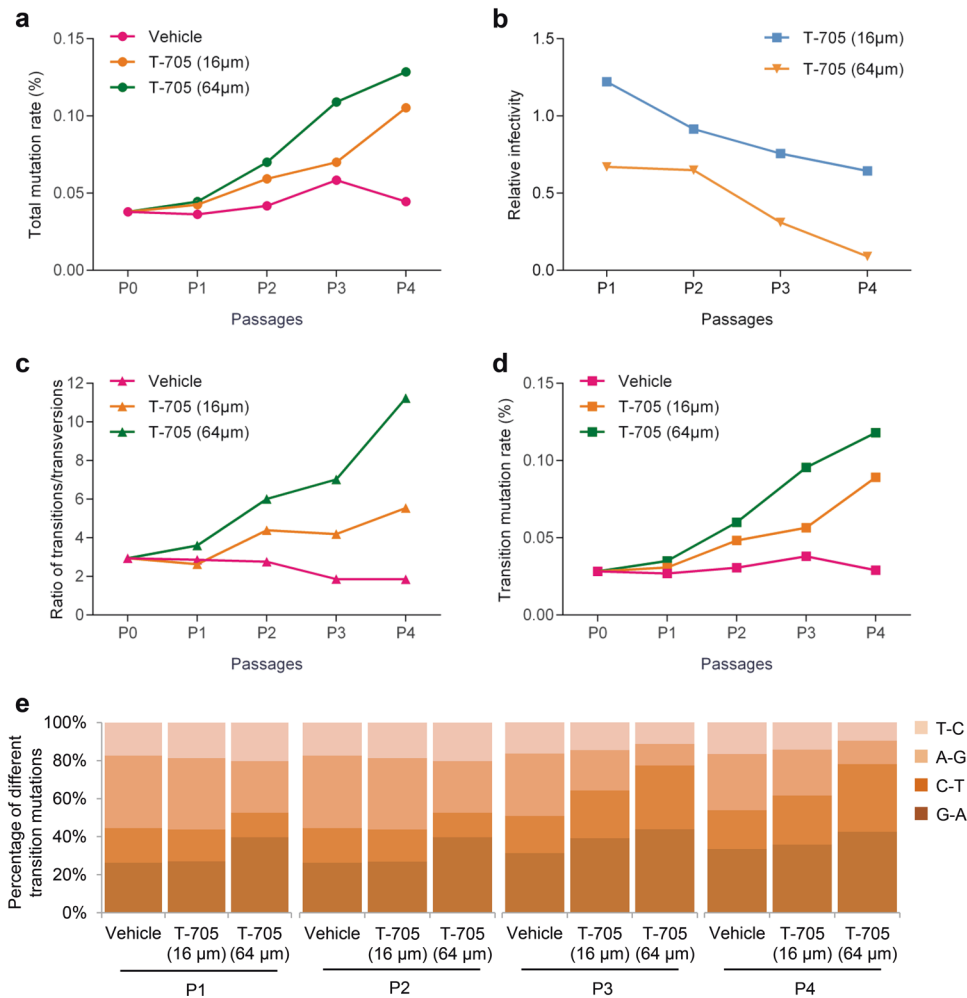 a
Vehicle
T-705 (16μm)
T-705 (64μm)
Total mutation rate (%)
0.15
0.10
0.05
0.00
P0 P1 P2 P3 P4
Passages
b
T-705 (16μm)
T-705 (64μm)
Relative infectivity
1.5
1.0
0.5
0.0
P1 P2 P3 P4
Passages
c
Vehicle
T-705 (16μm)
T-705 (64μm)
Ratio of transitions/transversions
12
10
8
6
4
2
0
P0 P1 P2 P3 P4
Passages
d
Vehicle
T-705 (16μm)
T-705 (64μm)
Transition mutation rate (%)
0.15
0.10
0.05
0.00
P0 P1 P2 P3 P4
Passages
e
Percentage of different
transition mutations
100%
80%
60%
40%
20%
0%
T-C
A-G
C-T
G-A
Vehicle T-705 T-705 Vehicle T-705 T-705 Vehicle T-705 T-705 Vehicle T-705 T-705
(16 μm) (64 μm) (16 μm) (64 μm) (16 μm) (64 μm) (16 μm) (64 μm)
P1 P2 P3 P4